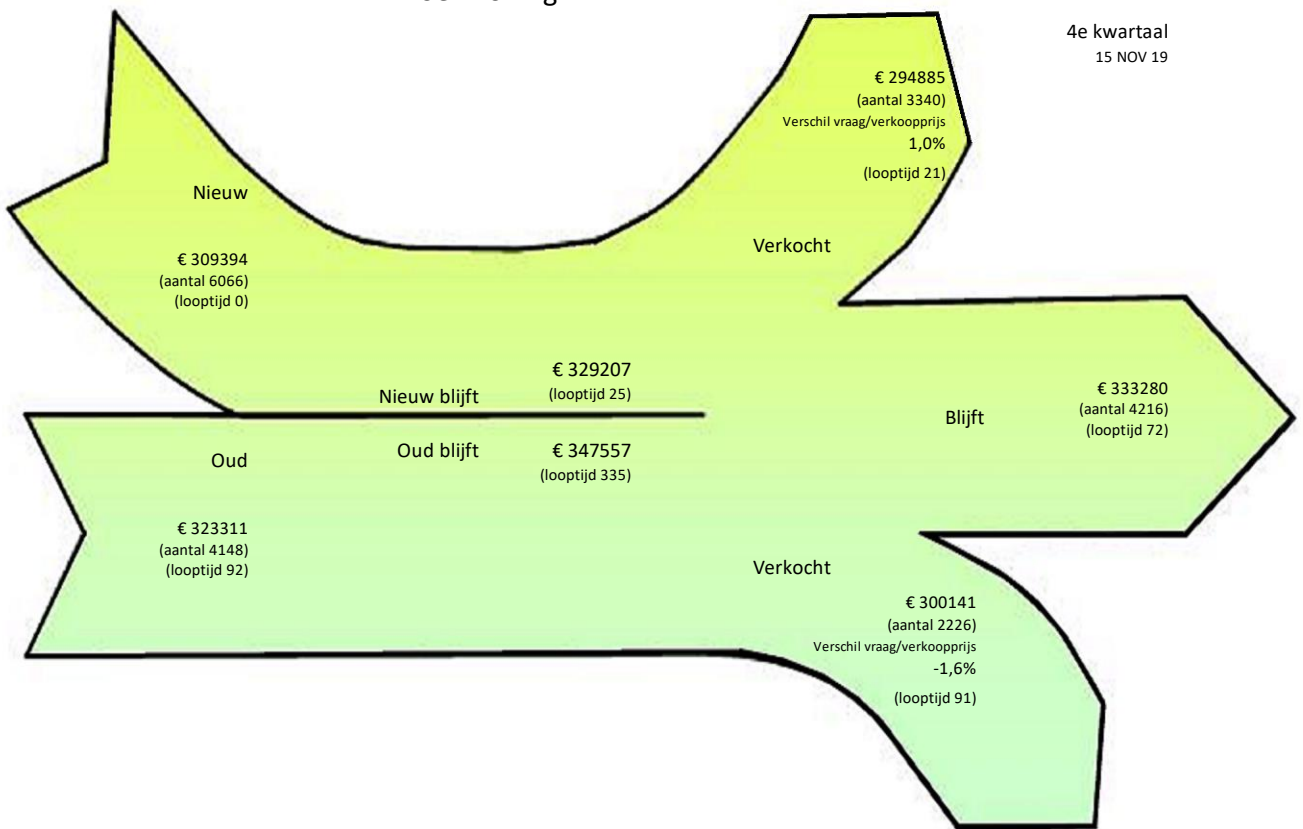 4e kwartaal
15 NOV 19
€ 294885
(aantal 3340)
Verschil vraag/verkoopprijs
1,0%
(looptijd 21)
Verkocht
Nieuw
€ 309394
(aantal 6066)
(looptijd 0)
Nieuw blijft
€ 329207
(looptijd 25)
Oud blijft
€ 347557
(looptijd 335)
Blijft
€ 333280
(aantal 4216)
(looptijd 72)
Oud
€ 323311
(aantal 4148)
(looptijd 92)
Verkocht
€ 300141
(aantal 2226)
Verschil vraag/verkoopprijs
-1,6%
(looptijd 91)